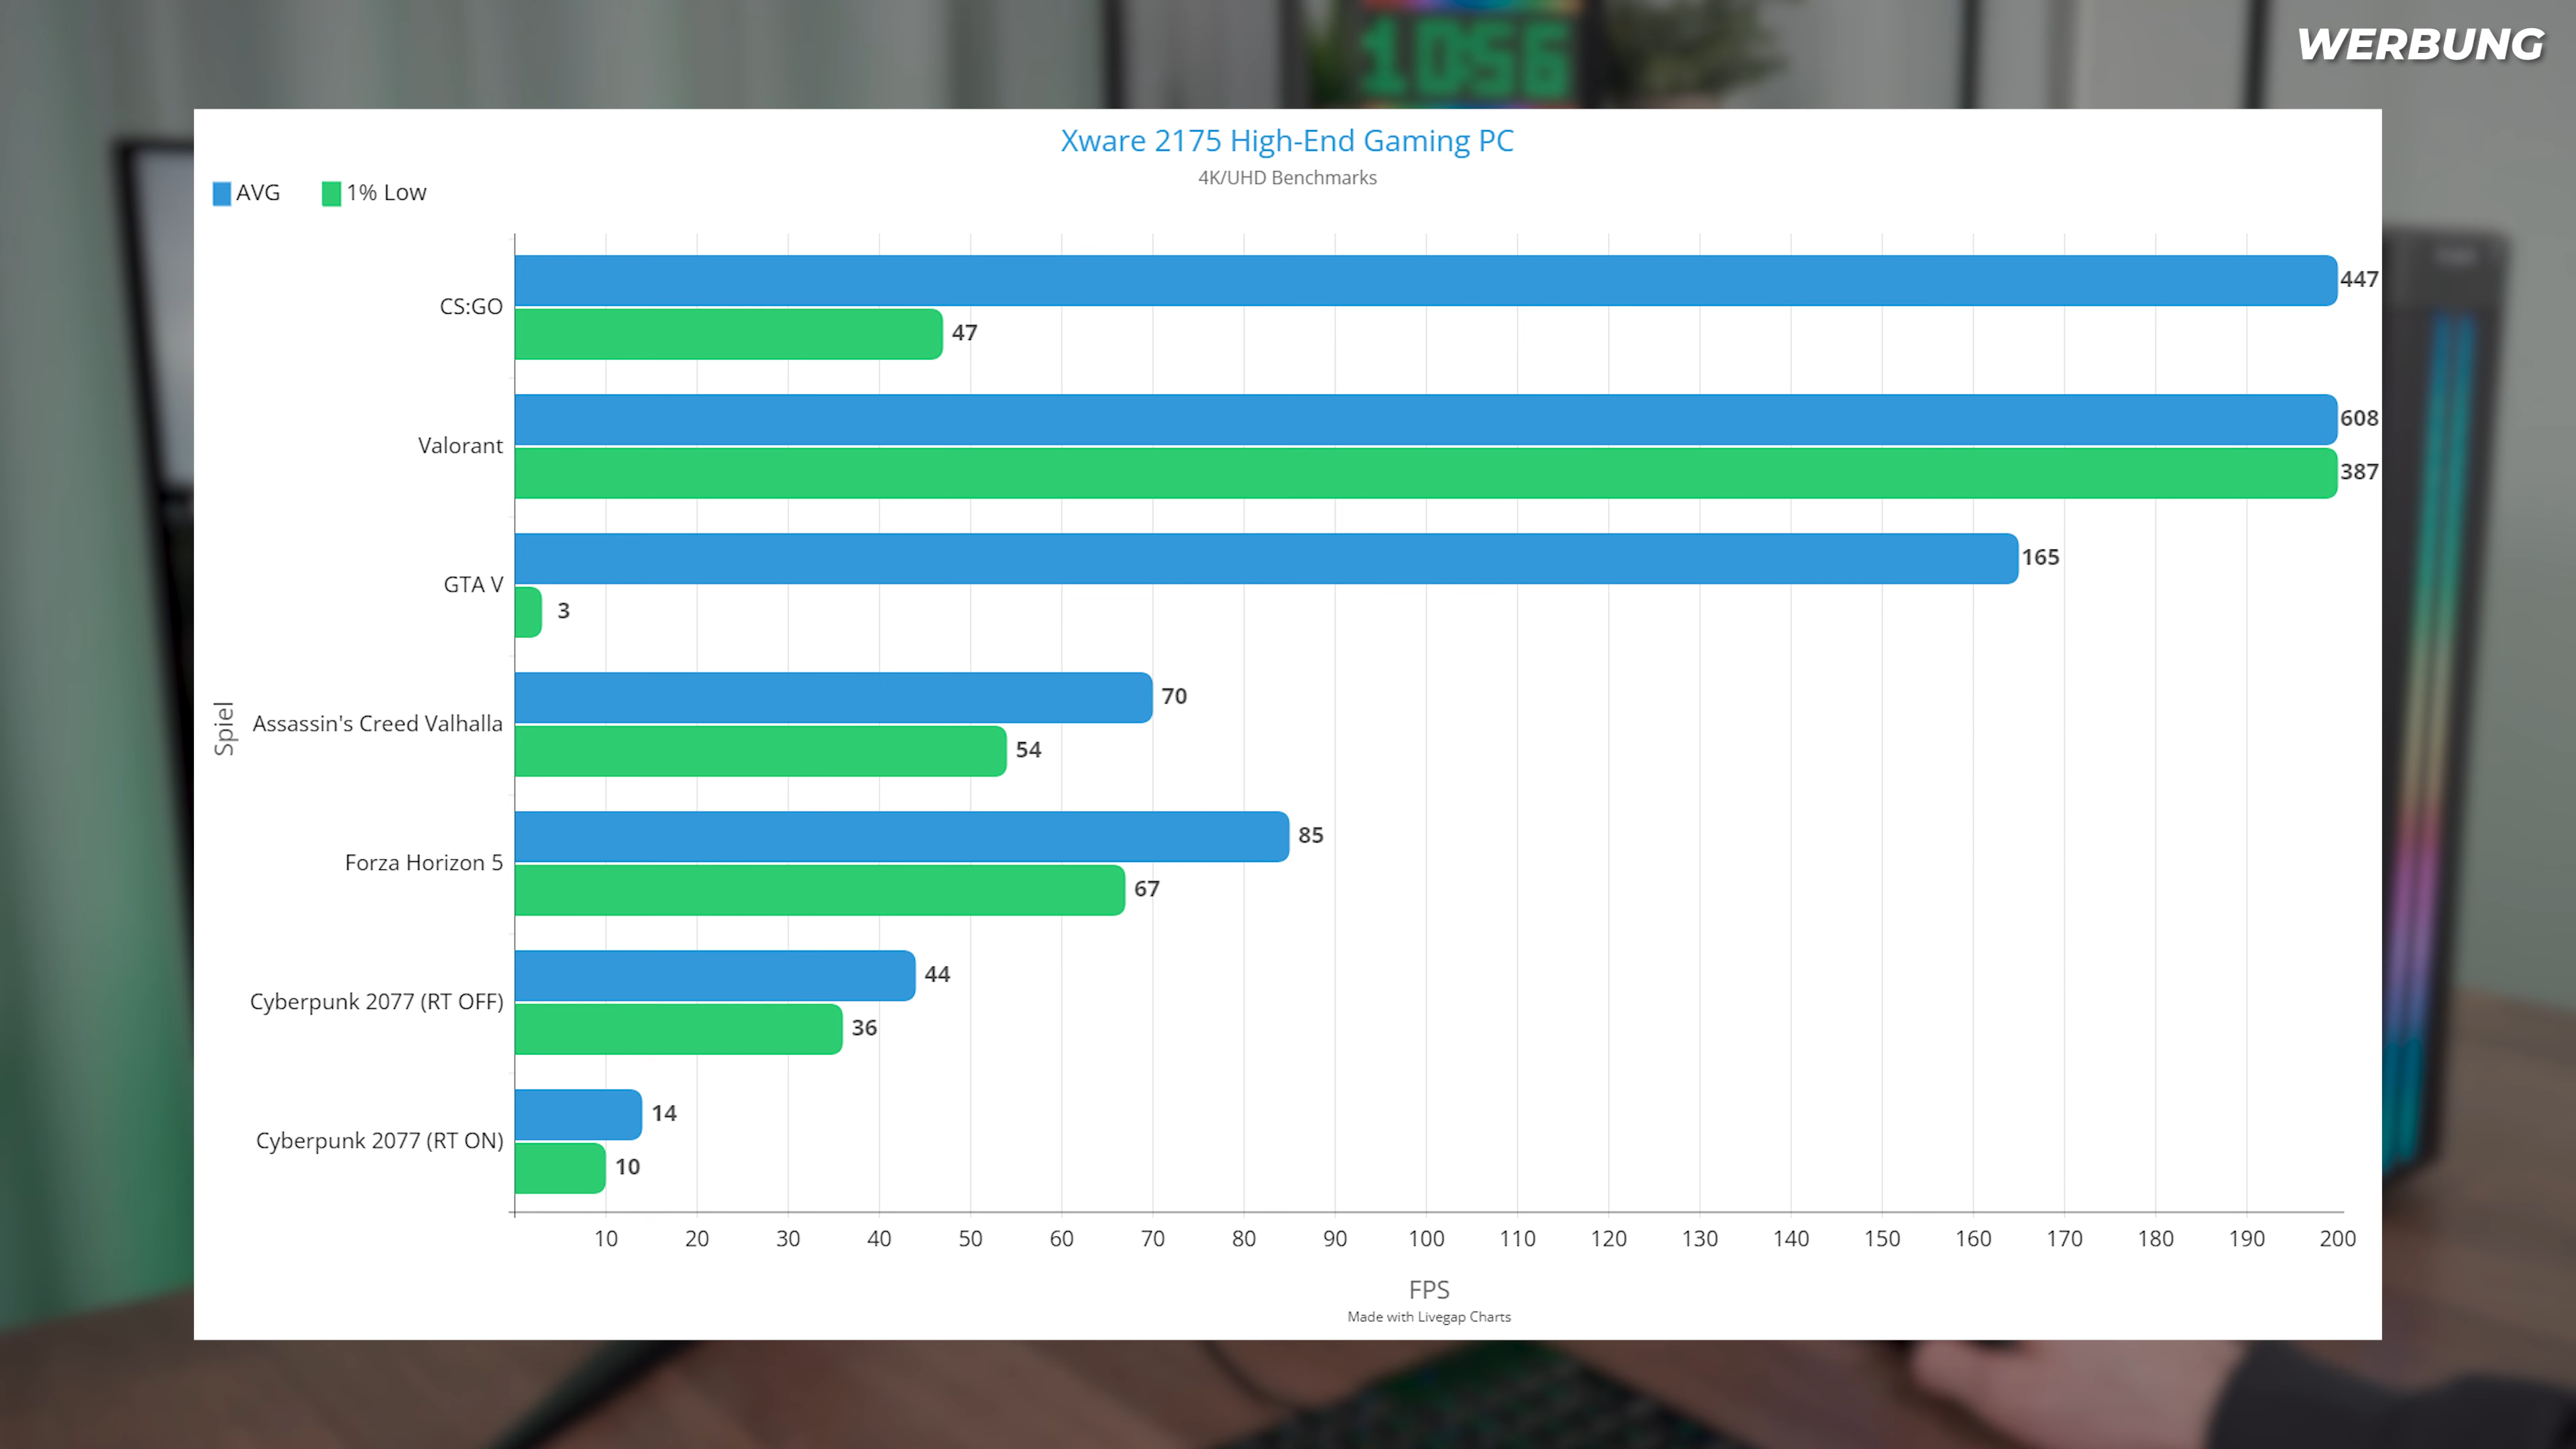 1056
WERBUNG
Xware 2175 High-End Gaming PC
4K/UHD Benchmarks
AVG
1% Low
CS:GO
447
47
Valorant
608
387
GTA V
165
3
Assassin's Creed Valhalla
70
54
Forza Horizon 5
85
67
Cyberpunk 2077 (RT OFF)
44
36
Cyberpunk 2077 (RT ON)
14
10
Spiel
10 20 30 40 50 60 70 80 90 100 110 120 130 140 150 160 170 180 190 200
FPS
Made with Livegap Charts